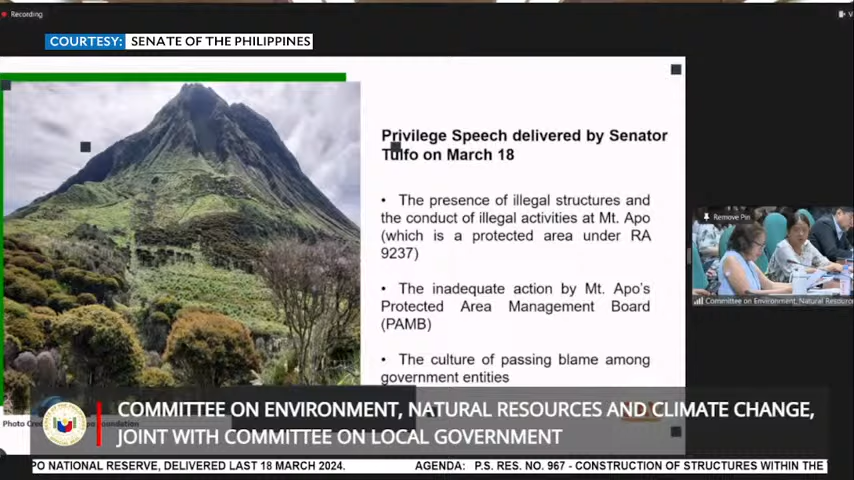 Recording
COURTESY: SENATE OF THE PHILIPPINES
Privilege Speech delivered by Senator
Tulfo on March 18
• The presence of illegal structures and
the conduct of illegal activities at Mt. Apo
(which is a protected area under RA
9237)
• The inadequate action by Mt. Apo's
Protected Area Management Board
(PAMB)
• The culture of passing blame among
government entities
Remove Pin
Committee on Environment, Natural Resource
COMMITTEE ON ENVIRONMENT, NATURAL RESOURCES AND CLIMATE CHANGE,
JOINT WITH COMMITTEE ON LOCAL GOVERNMENT
PO NATIONAL RESERVE, DELIVERED LAST 18 MARCH 2024. AGENDA: P.S. RES. NO. 967 - CONSTRUCTION OF STRUCTURES WITHIN THE